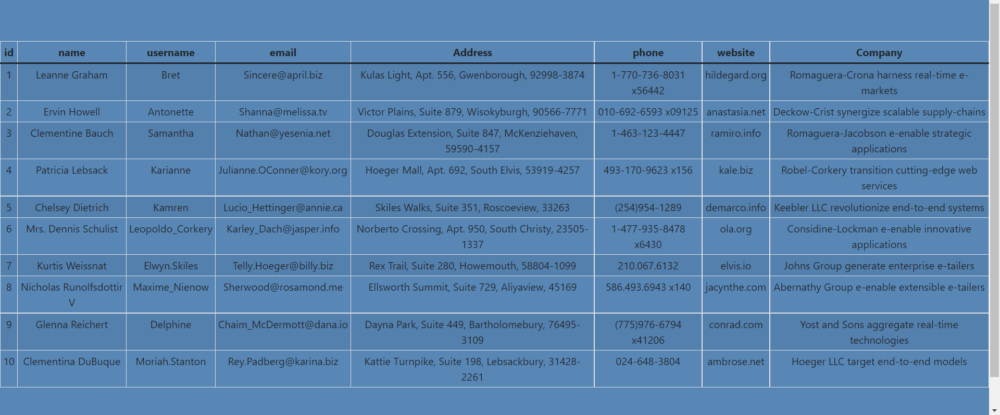 id name username email Address phone website Company
1 Leanne Graham Bret Sincere@april.biz Kulas Light, Apt. 556, Gwenborough, 92998-3874 1-770-736-8031 hildegard.org Romaguera-Crona harness real-time e-
x56442 markets
2 Ervin Howell Antonette Shanna@melissa.tv Victor Plains, Suite 879, Wisokyburgh, 90566-7771 010-692-6593 x09125 anastasia.net Deckow-Crist synergize scalable supply-chains
3 Clementine Bauch Samantha Nathan@yesenia.net Douglas Extension, Suite 847, McKenziehaven, 1-463-123-4447 ramiro.info Romaguera-Jacobson e-enable strategic
59590-4157 applications
4 Patricia Lebsack Karianne Julianne.OConner@kory.org Hoeger Mall, Apt. 692, South Elvis, 53919-4257 493-170-9623 x156 kale.biz Robel-Corkery transition cutting-edge web
services
5 Chelsey Dietrich Kamren Lucio_Hettinger@annie.ca Skiles Walks, Suite 351, Roscoeview, 33263 (254)954-1289 demarco.info Keebler LLC revolutionize end-to-end systems
6 Mrs. Dennis Schulist Leopoldo_Corkery Karley_Dach@jasper.info Norberto Crossing, Apt. 950, South Christy, 23505- 1-477-935-8478 ola.org Considine-Lockman e-enable innovative
1337 x6430 applications
7 Kurtis Weissnat Elwyn.Skiles Telly.Hoeger@billy.biz Rex Trail, Suite 280, Howemouth, 58804-1099 210.067.6132 elvis.io Johns Group generate enterprise e-tailers
8 Nicholas Runolfsdottir Maxime_Nienow Sherwood@rosamond.me Ellsworth Summit, Suite 729, Aliyaview, 45169 586.493.6943 x140 jacynthe.com Abernathy Group e-enable extensible e-tailers
V
9 Glenna Reichert Delphine Chaim_McDermott@dana.io Dayna Park, Suite 449, Bartholomebury, 76495- (775)976-6794 conrad.com Yost and Sons aggregate real-time
3109 x41206 technologies
10 Clementina DuBuque Moriah.Stanton Rey.Padberg@karina.biz Kattie Turnpike, Suite 198, Lebsackbury, 31428- 024-648-3804 ambrose.net Hoeger LLC target end-to-end models
2261